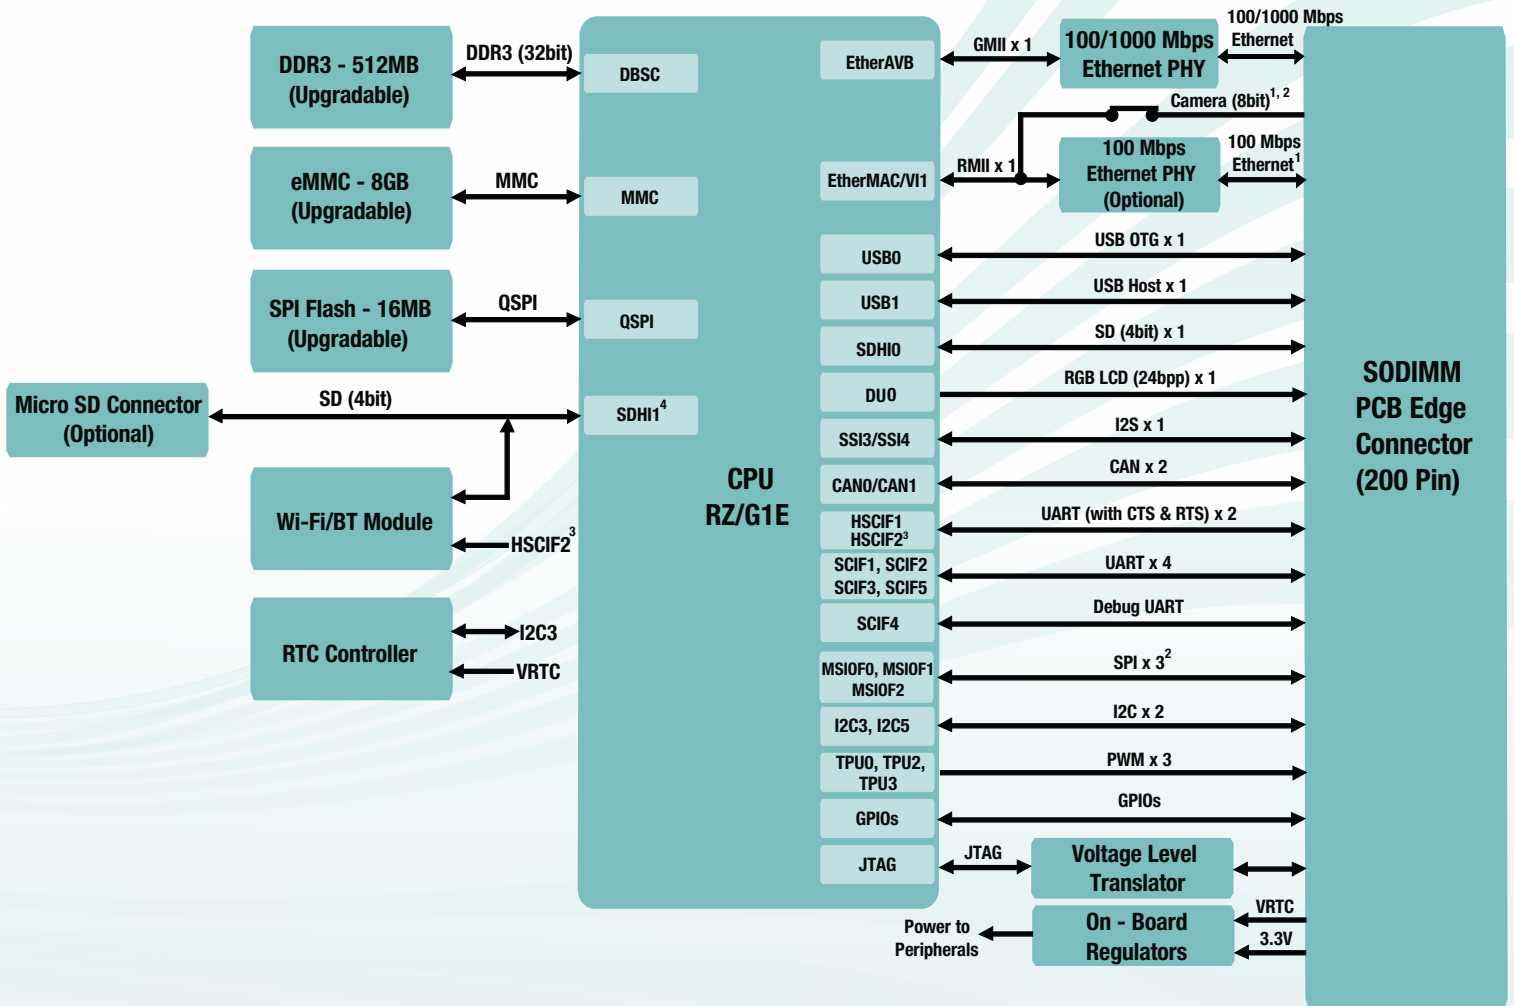 DDR3 - 512MB
(Upgradable)
DDR3 (32bit)
DBSC
eMMC - 8GB
(Upgradable)
MMC
MMC
SPI Flash - 16MB
(Upgradable)
QSPI
QSPI
Micro SD Connector
(Optional)
SD (4bit)
SDHI1⁴
Wi-Fi/BT Module
HSCIF2³
RTC Controller
I2C3
VRTC
CPU
RZ/G1E
EtherAVB
GMII x 1
100/1000 Mbps
Ethernet PHY
100/1000 Mbps
Ethernet
Camera (8bit)¹˒ ²
EtherMAC/VI1
RMII x 1
100 Mbps
Ethernet PHY
(Optional)
100 Mbps
Ethernet¹
USB0
USB OTG x 1
USB1
USB Host x 1
SDHI0
SD (4bit) x 1
DU0
RGB LCD (24bpp) x 1
SSI3/SSI4
I2S x 1
CAN0/CAN1
CAN x 2
HSCIF1
HSCIF2³
UART (with CTS & RTS) x 2
SCIF1, SCIF2
SCIF3, SCIF5
UART x 4
SCIF4
Debug UART
MSIOF0, MSIOF1
MSIOF2
SPI x 3²
I2C3, I2C5
I2C x 2
TPU0, TPU2,
TPU3
PWM x 3
GPIOs
GPIOs
JTAG
JTAG
Voltage Level
Translator
Power to
Peripherals
On - Board
Regulators
VRTC
3.3V
SODIMM
PCB Edge
Connector
(200 Pin)